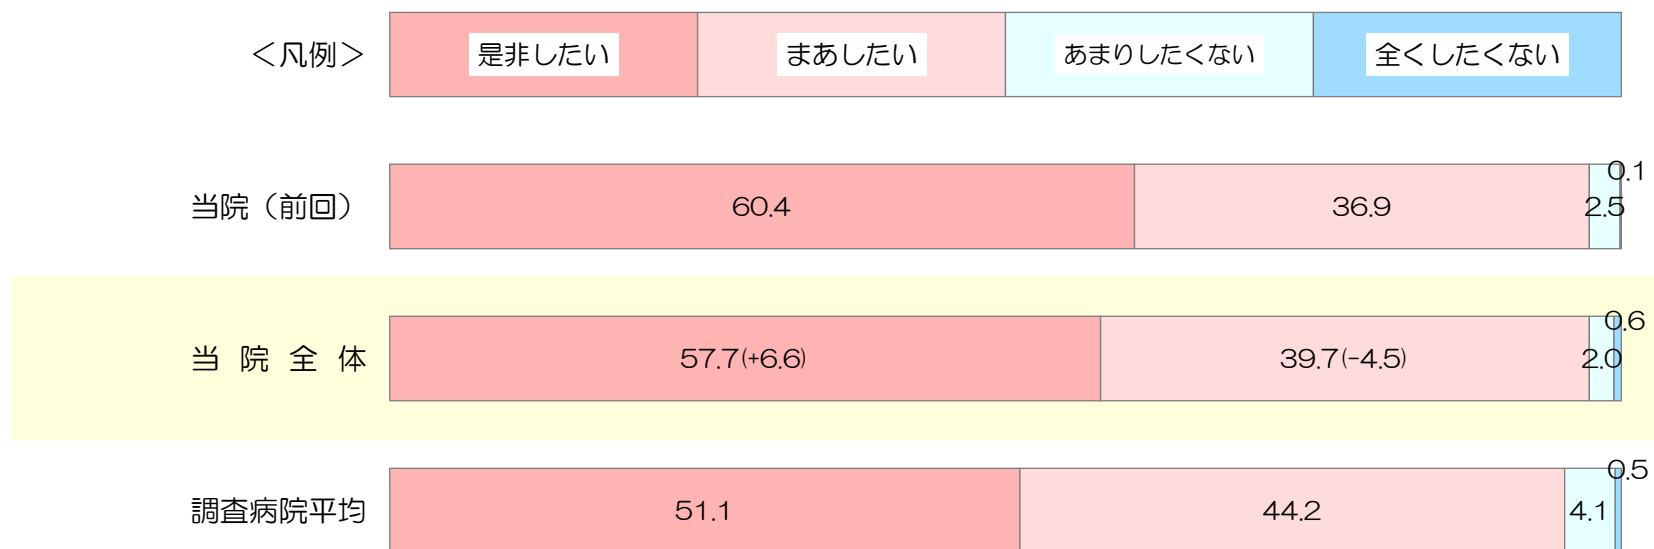 ＜凡例＞ 是非したい まあしたい あまりしたくない 全くしたくない
当院（前回） 60.4 36.9 2.5 0.1
当院全体 57.7(+6.6) 39.7(-4.5) 2.0 0.6
調査病院平均 51.1 44.2 4.1 0.5